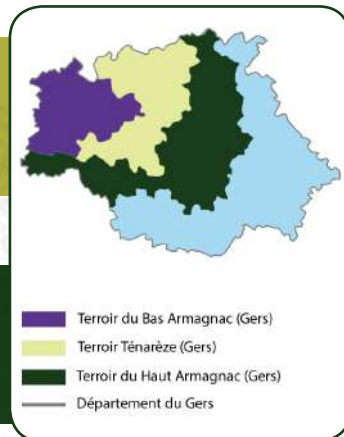 Terroir du Bas Armagnac (Gers)
Terroir Ténarèze (Gers)
Terroir du Haut Armagnac (Gers)
Département du Gers